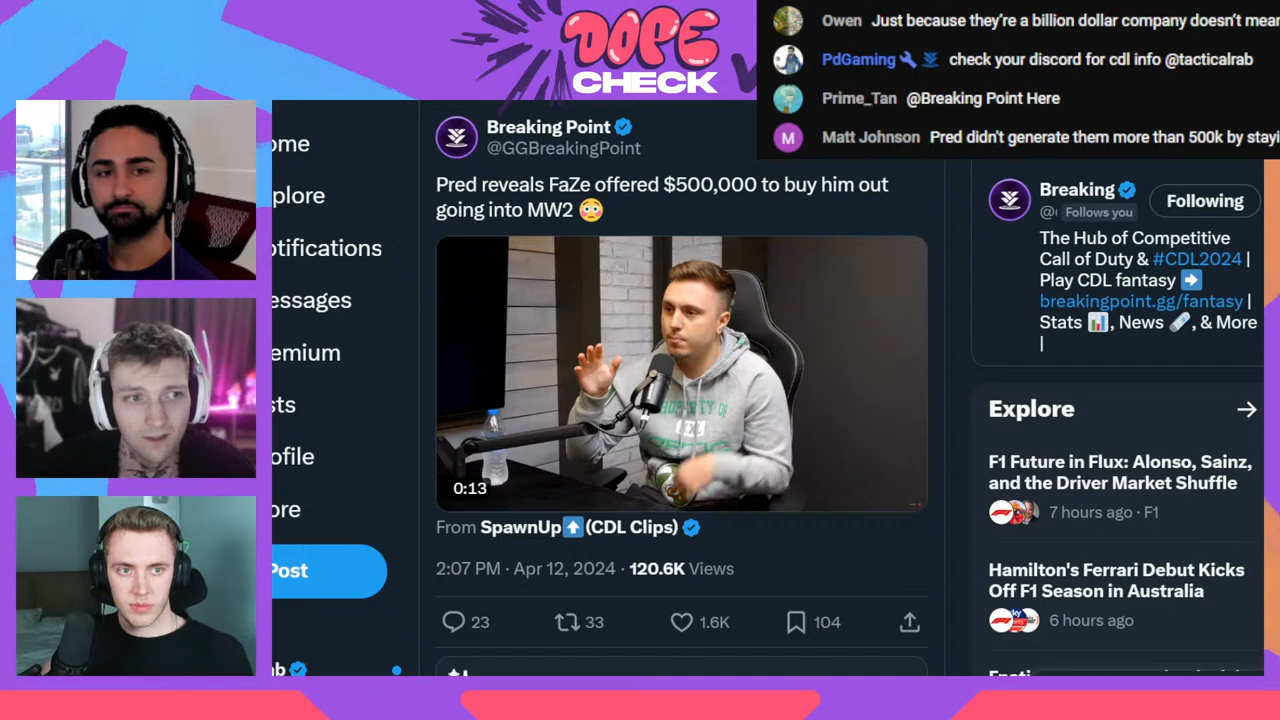 DOPE
CHECK
Owen Just because they're a billion dollar company doesn't mean
PdGaming check your discord for cdl info @tacticalrab
Prime_Tan @Breaking Point Here
M Matt Johnson Pred didn't generate them more than 500k by stayi
ome
plore
otifications
essages
emium
sts
ofile
ore
Post
b
Breaking Point
@GGBreakingPoint
Pred reveals FaZe offered $500,000 to buy him out
going into MW2 😳
PROPERTY OF
0:13
From SpawnUp⬆️(CDL Clips)
2:07 PM · Apr 12, 2024 · 120.6K Views
23 33 1.6K 104
Breaking Following
@ Follows you
The Hub of Competitive
Call of Duty & #CDL2024 |
Play CDL fantasy ➡️
breakingpoint.gg/fantasy |
Stats 📊, News 🗞️, & More
|
Explore
F1 Future in Flux: Alonso, Sainz,
and the Driver Market Shuffle
7 hours ago · F1
Hamilton's Ferrari Debut Kicks
Off F1 Season in Australia
6 hours ago